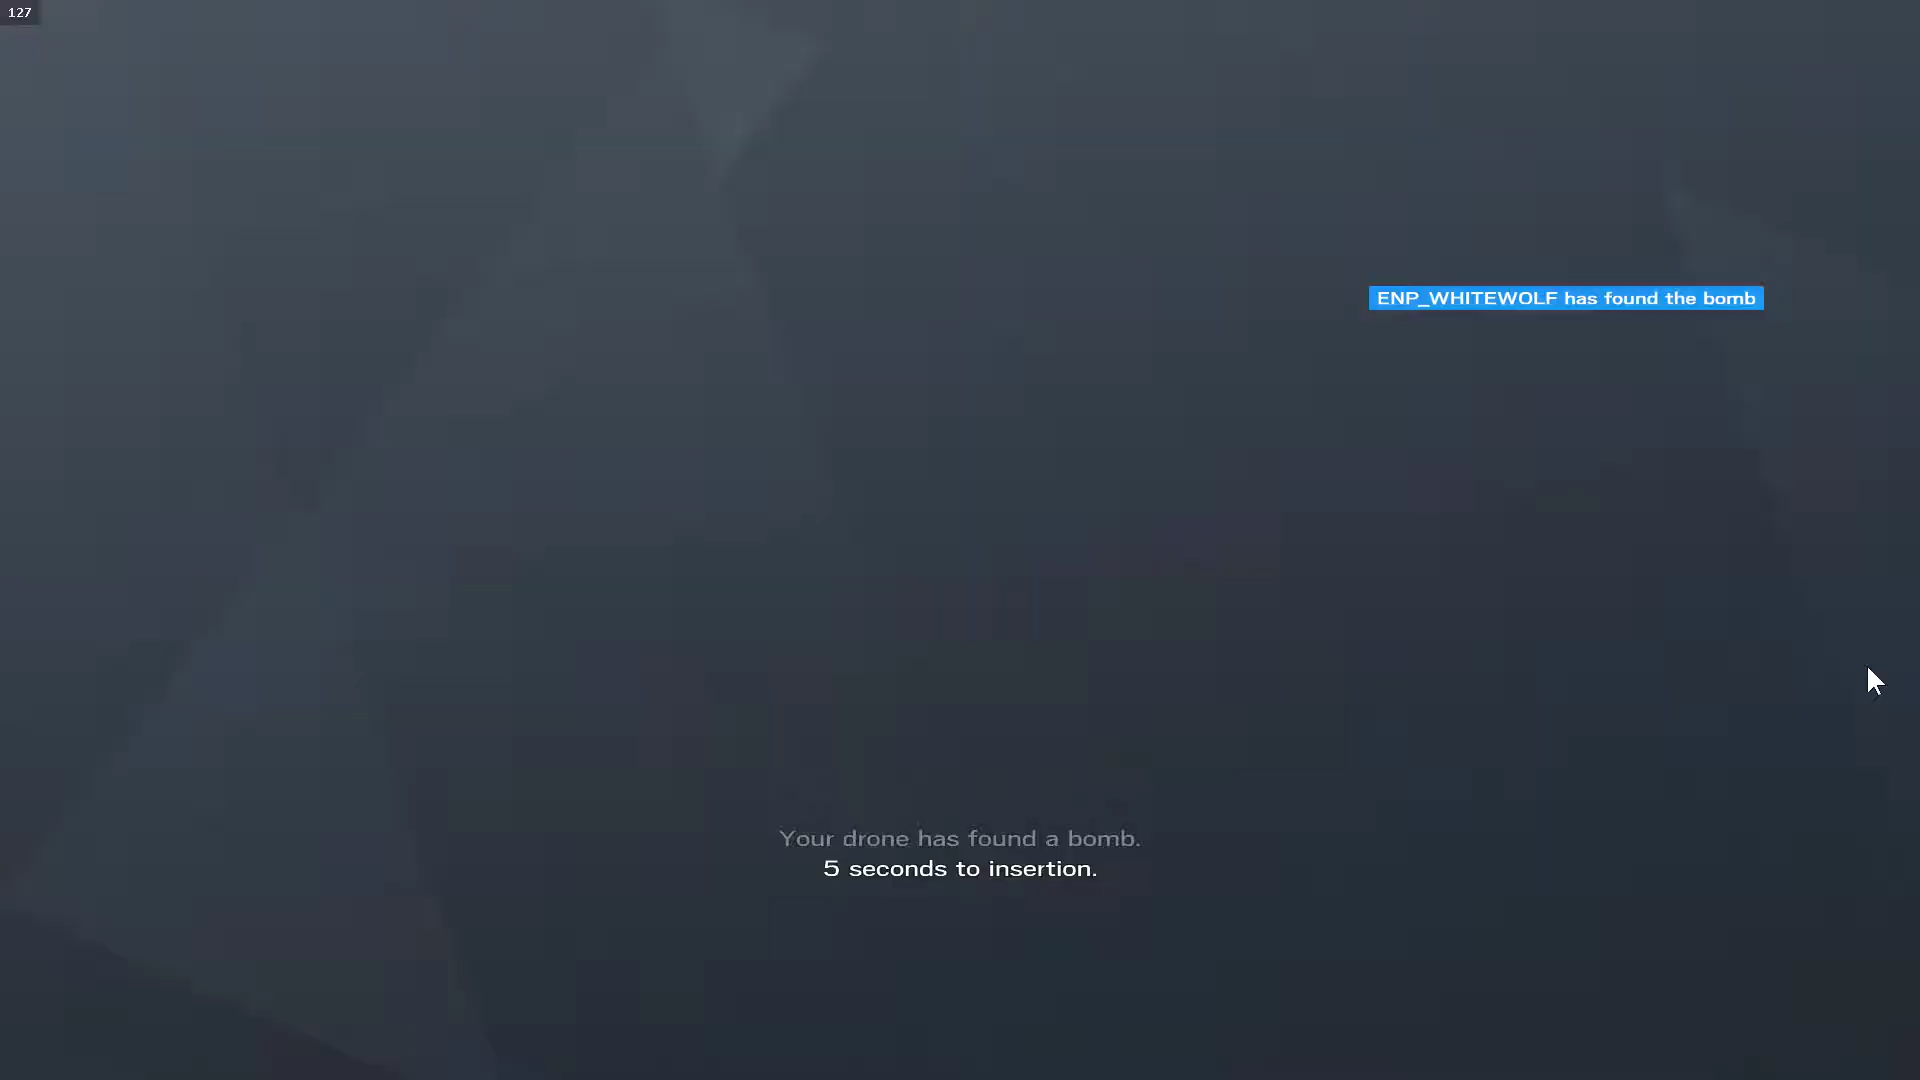 127
ENP_WHITEWOLF has found the bomb
Your drone has found a bomb.
5 seconds to insertion.